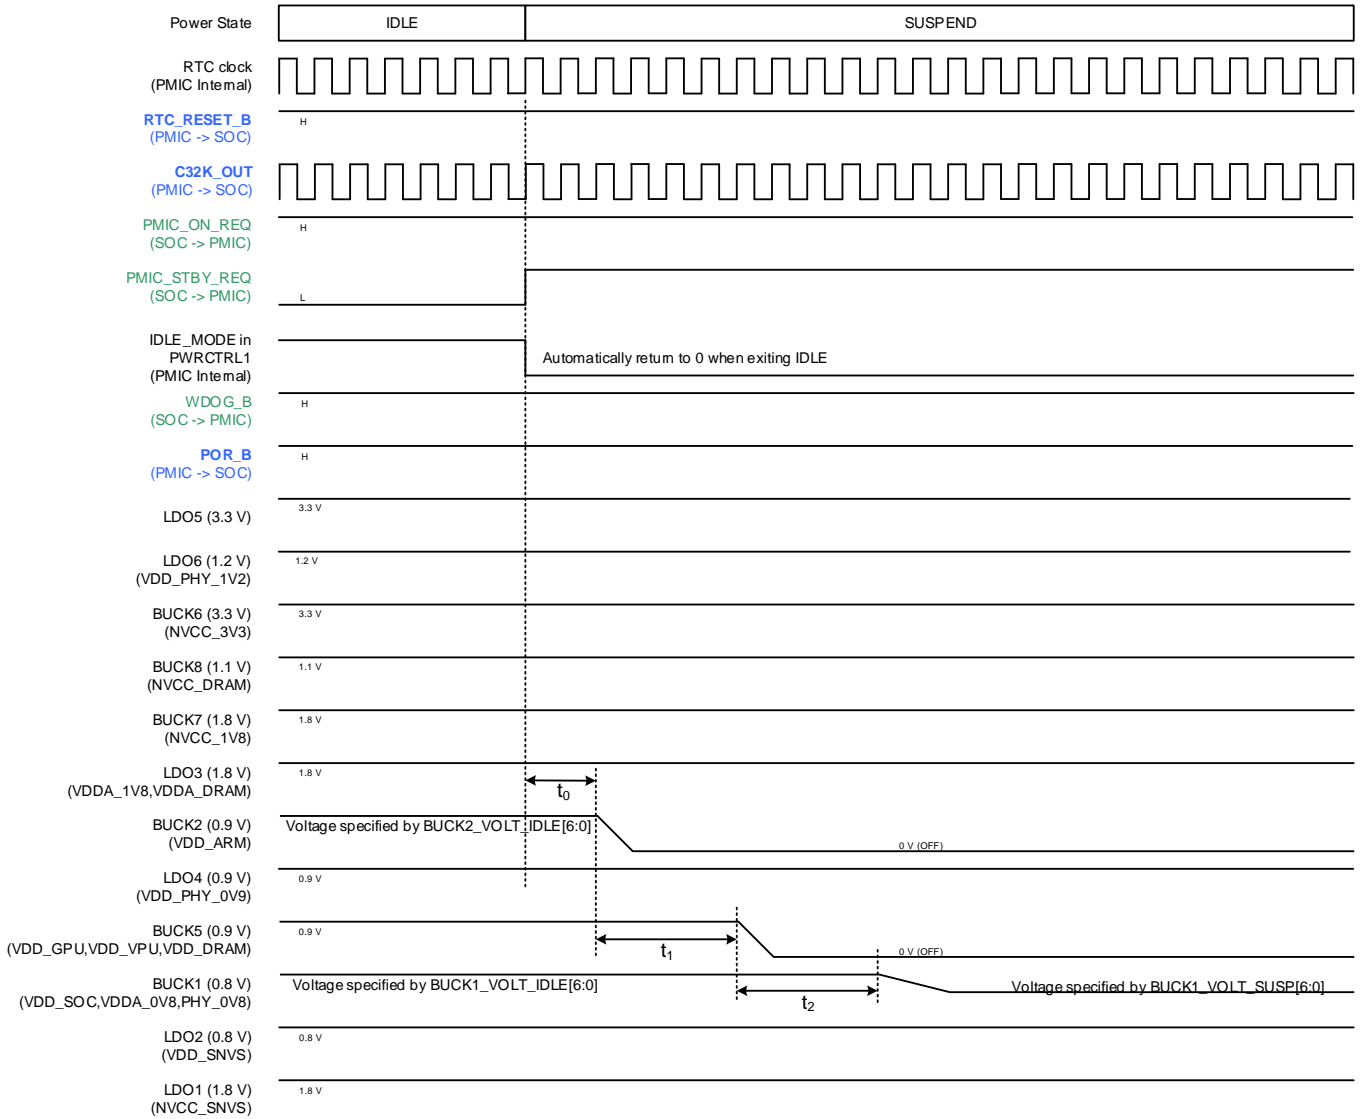 Power State
IDLE
SUSPEND
RTC clock
(PMIC Internal)
RTC_RESET_B
(PMIC -> SOC)
H
C32K_OUT
(PMIC -> SOC)
PMIC_ON_REQ
(SOC -> PMIC)
H
PMIC_STBY_REQ
(SOC -> PMIC)
L
IDLE_MODE in
PWRCTRL1
(PMIC Internal)
Automatically return to 0 when exiting IDLE
WDOG_B
(SOC -> PMIC)
H
POR_B
(PMIC -> SOC)
H
LDO5 (3.3 V)
3.3 V
LDO6 (1.2 V)
(VDD_PHY_1V2)
1.2 V
BUCK6 (3.3 V)
(NVCC_3V3)
3.3 V
BUCK8 (1.1 V)
(NVCC_DRAM)
1.1 V
BUCK7 (1.8 V)
(NVCC_1V8)
1.8 V
LDO3 (1.8 V)
(VDDA_1V8,VDDA_DRAM)
1.8 V
t0
BUCK2 (0.9 V)
(VDD_ARM)
Voltage specified by BUCK2_VOLT_IDLE[6:0]
0 V (OFF)
LDO4 (0.9 V)
(VDD_PHY_0V9)
0.9 V
BUCK5 (0.9 V)
(VDD_GPU,VDD_VPU,VDD_DRAM)
0.9 V
t1
0 V (OFF)
BUCK1 (0.8 V)
(VDD_SOC,VDDA_0V8,PHY_0V8)
Voltage specified by BUCK1_VOLT_IDLE[6:0]
t2
Voltage specified by BUCK1_VOLT_SUSP[6:0]
LDO2 (0.8 V)
(VDD_SNVS)
0.8 V
LDO1 (1.8 V)
(NVCC_SNVS)
1.8 V